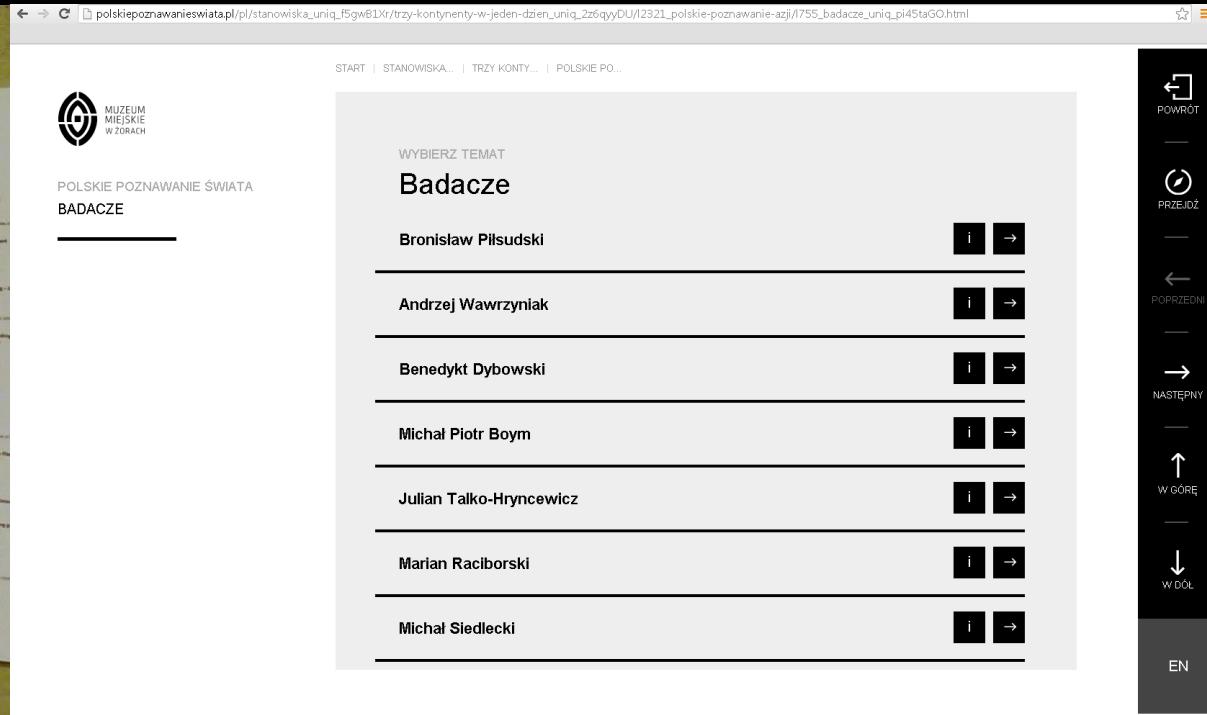 polskiepoznawanieswiata.pl/pl/stanowiska_uniq_f5gwB1Xr/trzy-kontynenty-w-jeden-dzien_uniq_2z6qyyDU/l2321_polskie-poznawanie-azji/l755_badacze_uniq_pi45taGO.html
START | STANOWISKA... | TRZY KONTY... | POLSKIE PO...
MUZEUM
MIEJSKIE
W ŻORACH
POLSKIE POZNAWANIE ŚWIATA
BADACZE
WYBIERZ TEMAT
Badacze
Bronisław Piłsudski i →
Andrzej Wawrzyniak i →
Benedykt Dybowski i →
Michał Piotr Boym i →
Julian Talko-Hryncewicz i →
Marian Raciborski i →
Michał Siedlecki i →
POWRÓT
PRZEJDŹ
POPRZEDNI
NASTĘPNY
W GÓRĘ
W DÓŁ
EN